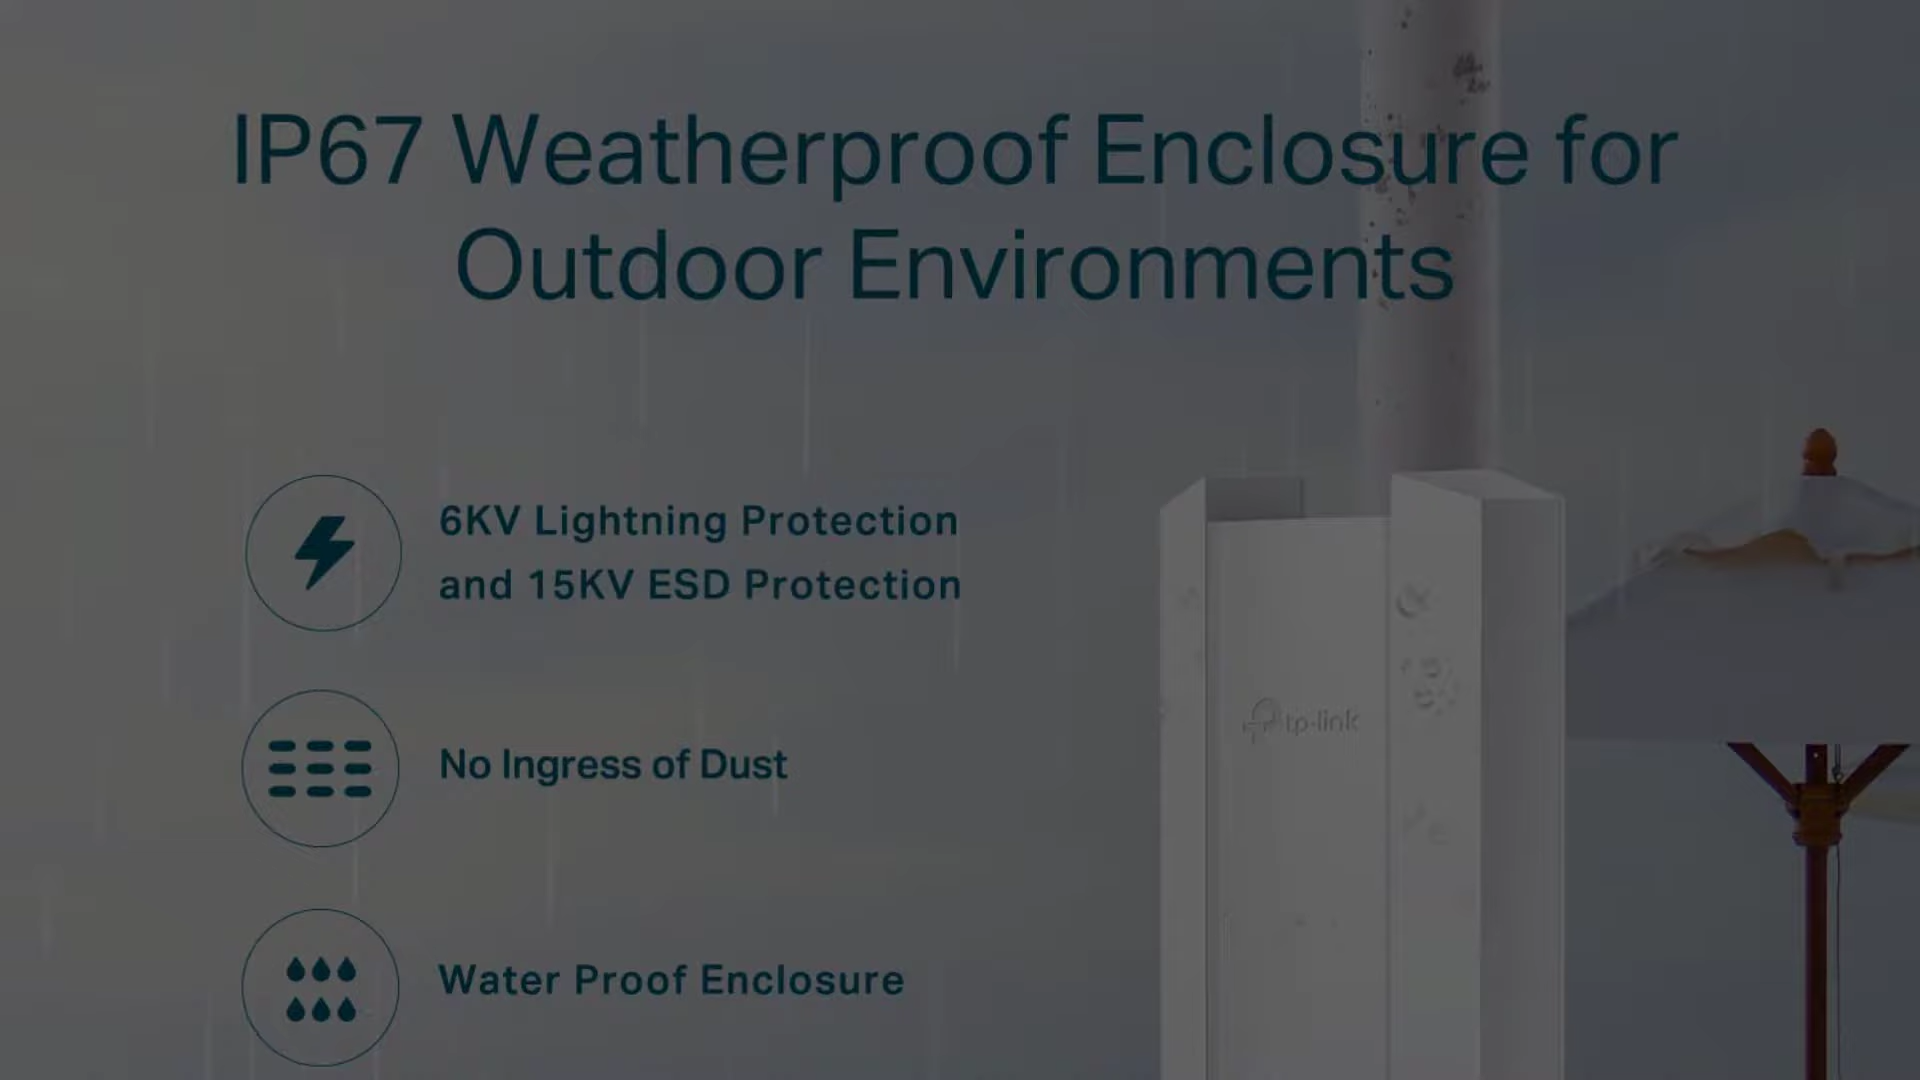 IP67 Weatherproof Enclosure for
Outdoor Environments
6KV Lightning Protection
and 15KV ESD Protection
No Ingress of Dust
Water Proof Enclosure
tp-link